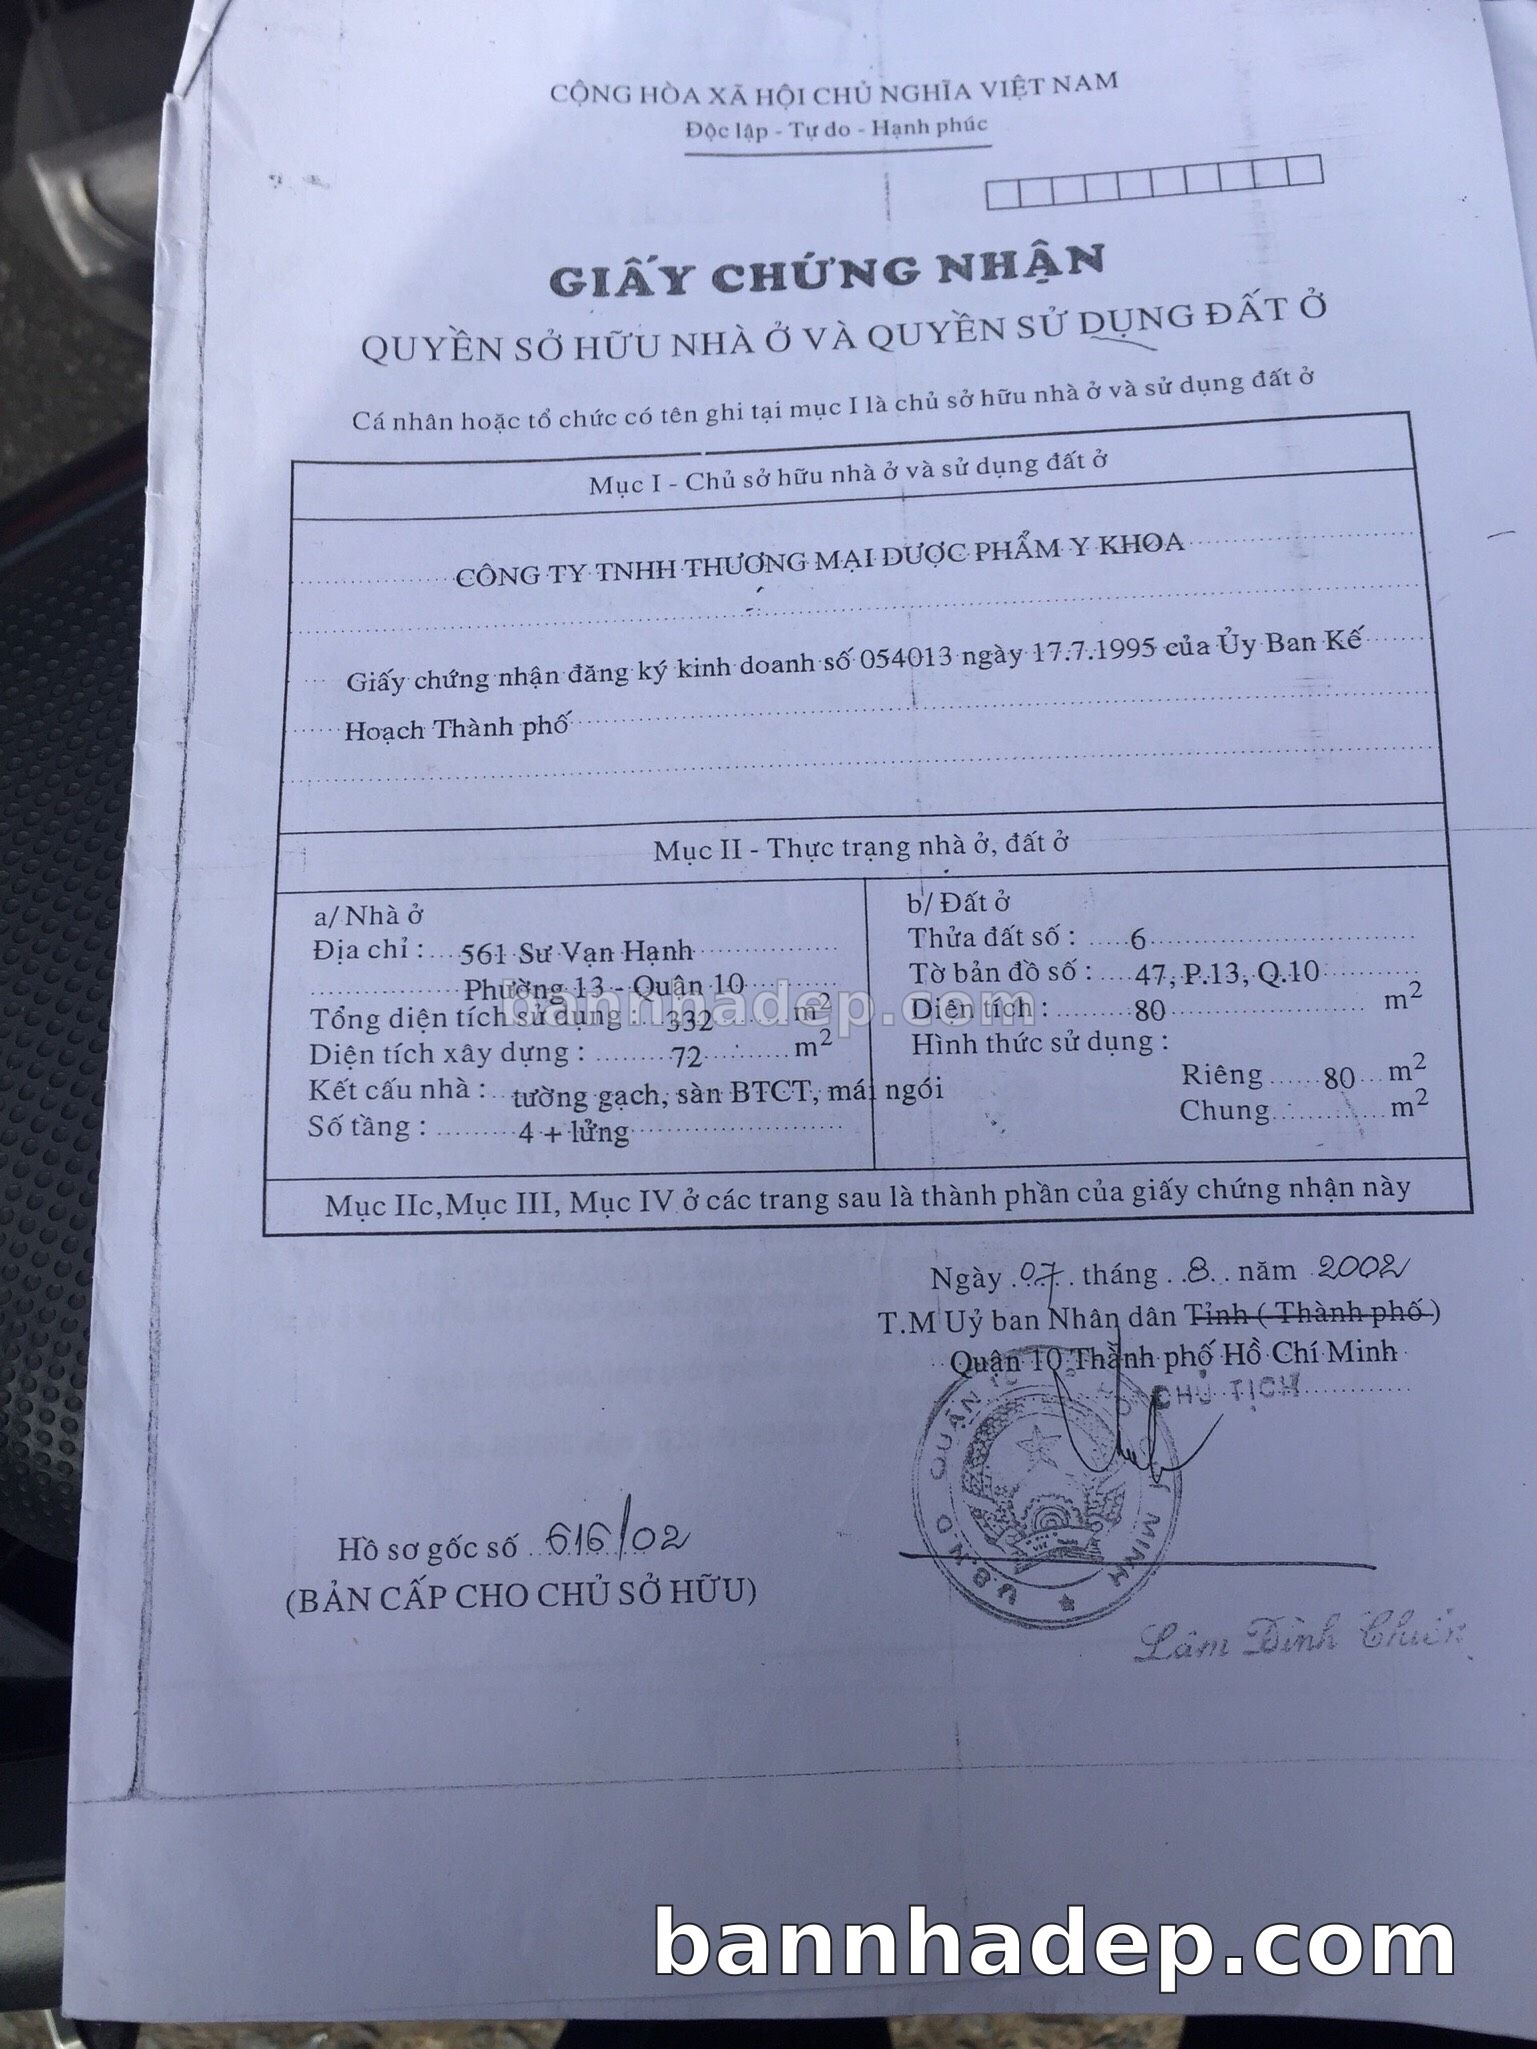 CỘNG HÒA XÃ HỘI CHỦ NGHĨA VIỆT NAM
Độc lập - Tự do - Hạnh phúc
GIẤY CHỨNG NHẬN
QUYỀN SỞ HỮU NHÀ Ở VÀ QUYỀN SỬ DỤNG ĐẤT Ở
Cá nhân hoặc tổ chức có tên ghi tại mục I là chủ sở hữu nhà ở và sử dụng đất ở
Mục I - Chủ sở hữu nhà ở và sử dụng đất ở
CÔNG TY TNHH THƯƠNG MẠI DƯỢC PHẨM Y KHOA
Giấy chứng nhận đăng ký kinh doanh số 054013 ngày 17.7.1995 của Ủy Ban Kế
Hoạch Thành phố
Mục II - Thực trạng nhà ở, đất ở
a/ Nhà ở
Địa chỉ : 561 Sư Vạn Hạnh
Phường 13 - Quận 10
Tổng diện tích sử dụng : 332 m2
Diện tích xây dựng : 72 m2
Kết cấu nhà : tường gạch, sàn BTCT, mái ngói
Số tầng : 4 + lửng
b/ Đất ở
Thửa đất số : 6
Tờ bản đồ số : 47, P.13, Q.10
Diện tích : 80 m2
Hình thức sử dụng :
Riêng 80 m2
Chung m2
bannhadep.com
Mục IIc, Mục III, Mục IV ở các trang sau là thành phần của giấy chứng nhận này
Ngày 07 tháng 8 năm 2002
T.M Uỷ ban Nhân dân Tỉnh ( Thành phố )
Quận 10 Thành phố Hồ Chí Minh
CHỦ TỊCH
U.B.N.D QUẬN MINH
Hồ sơ gốc số 616/02
(BẢN CẤP CHO CHỦ SỞ HỮU)
Lâm Đình Chiến
bannhadep.com